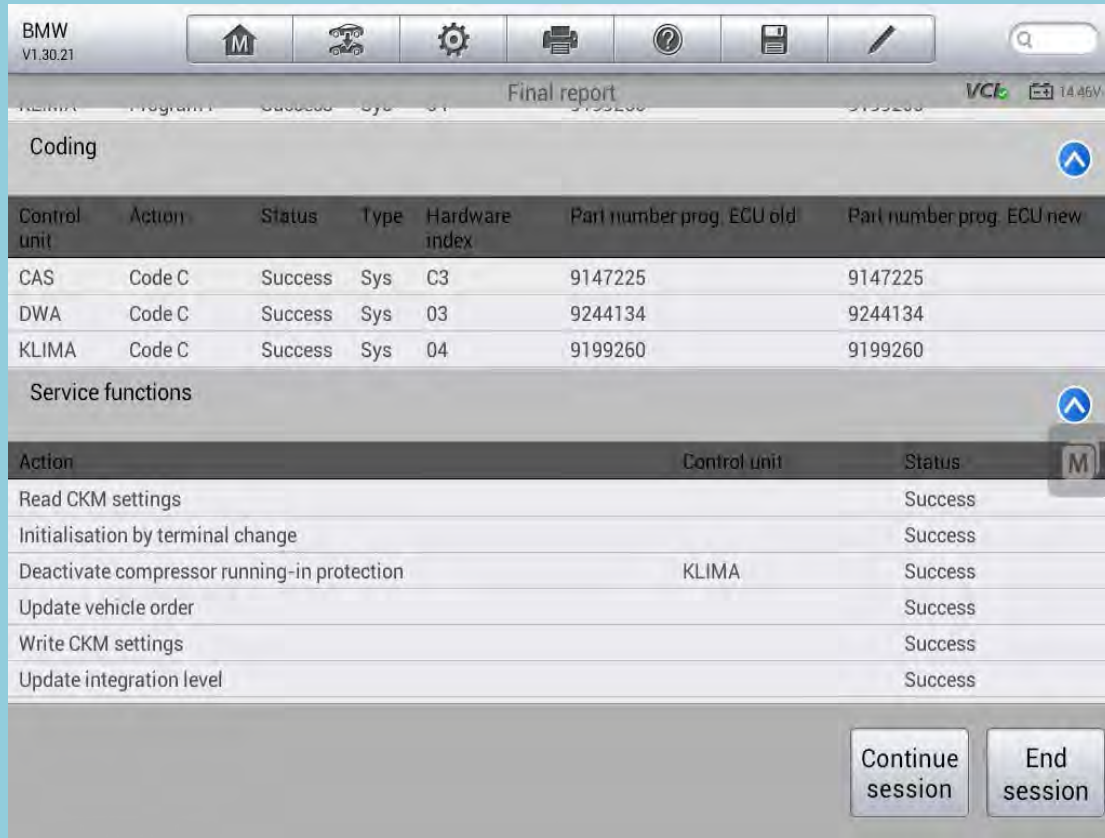 BMW
V1.30.21
M
Final report
VCI 14.46V
Coding
Control unit Action Status Type Hardware index Part number prog. ECU old Part number prog. ECU new
CAS Code C Success Sys C3 9147225 9147225
DWA Code C Success Sys 03 9244134 9244134
KLIMA Code C Success Sys 04 9199260 9199260
Service functions
Action Control unit Status
M
Read CKM settings Success
Initialisation by terminal change Success
Deactivate compressor running-in protection KLIMA Success
Update vehicle order Success
Write CKM settings Success
Update integration level Success
Continue session
End session